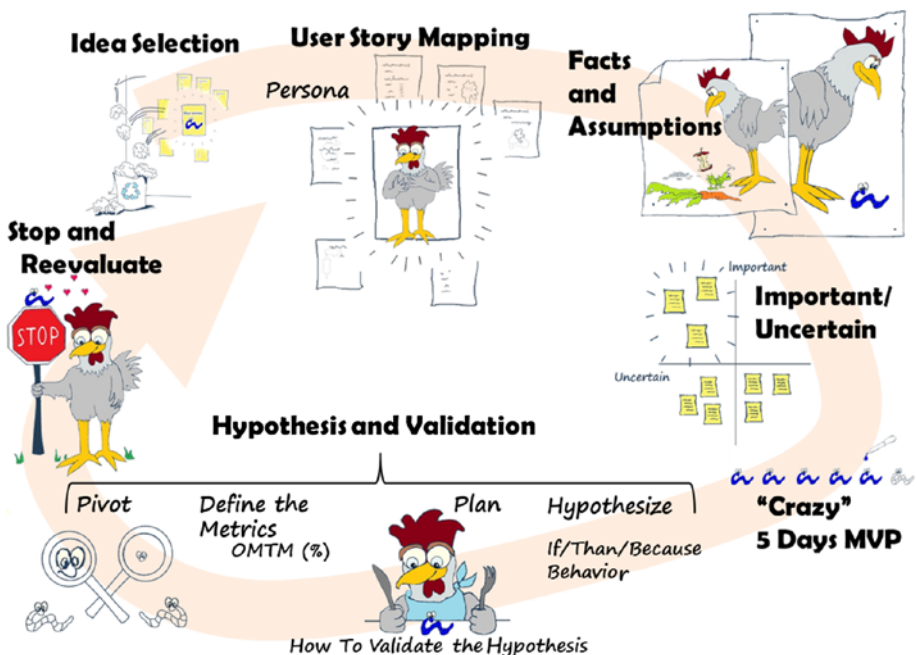 Idea Selection
User Story Mapping
Persona
Facts
and
Assumptions
Important
Important/
Uncertain
Uncertain
"Crazy"
5 Days MVP
Hypothesis and Validation
Hypothesize
If/Than/Because
Behavior
Plan
How To Validate the Hypothesis
Define the
Metrics
OMTM (%)
Pivot
Stop and
Reevaluate
STOP